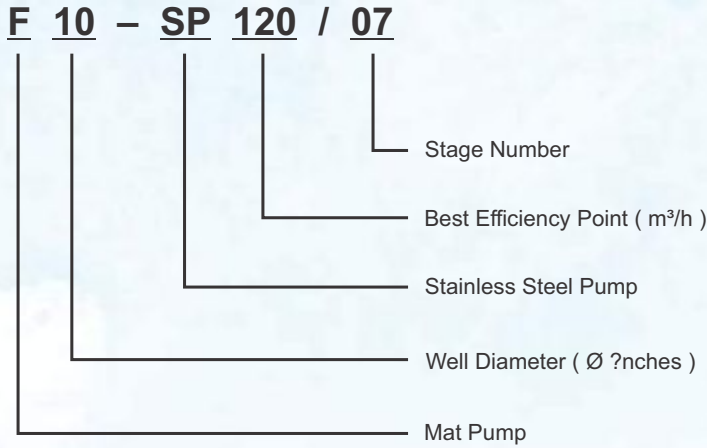 F 10 – SP 120 / 07
Stage Number
Best Efficiency Point ( m³/h )
Stainless Steel Pump
Well Diameter ( Ø ?nches )
Mat Pump